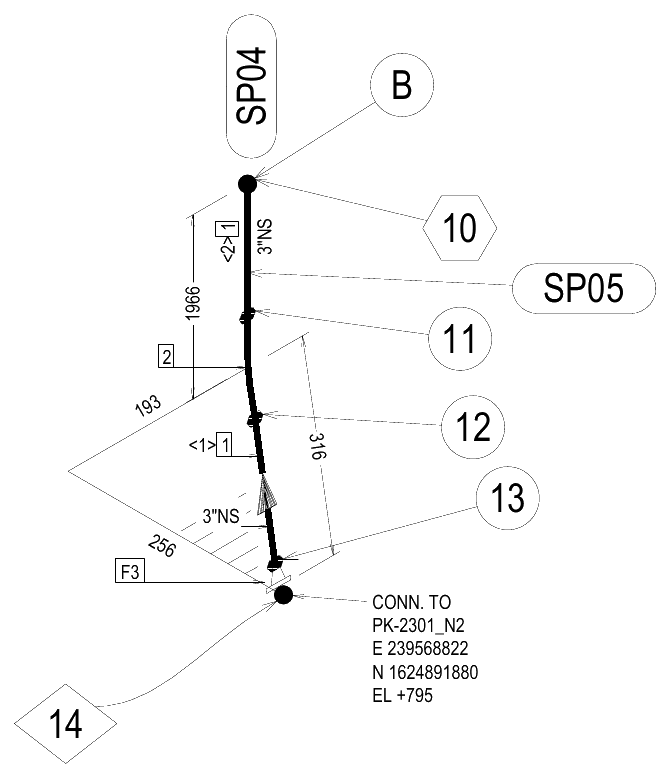 SP04
B
<2> 1
3"NS
10
SP05
1966
11
2
193
316
12
<1> 1
13
3"NS
256
F3
CONN. TO
PK-2301_N2
E 239568822
N 1624891880
EL +795
14